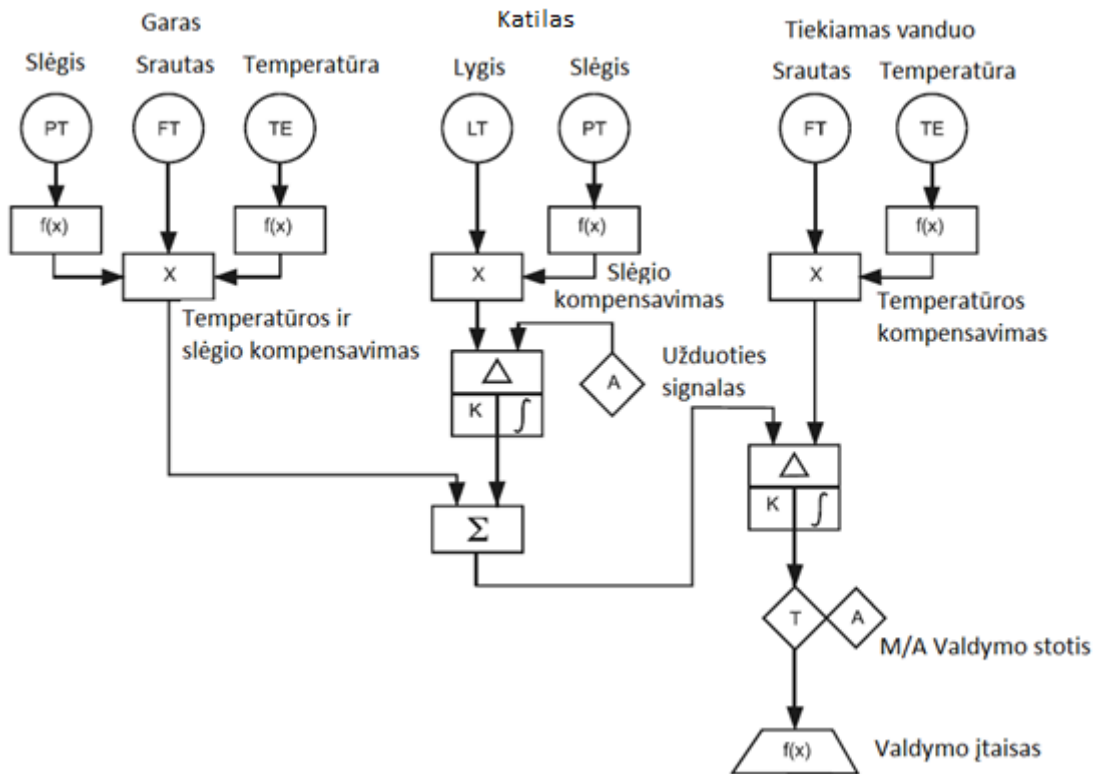 Garas
Katilas
Tiekiamas vanduo
Slėgis
Srautas
Temperatūra
Lygis
Slėgis
Srautas
Temperatūra
PT
FT
TE
LT
PT
FT
TE
f(x)
f(x)
f(x)
f(x)
X
X
X
Temperatūros ir
slėgio kompensavimas
Slėgio
kompensavimas
Temperatūros
kompensavimas
△
A
Užduoties
signalas
K
∫
△
K
∫
Σ
T
A
M/A Valdymo stotis
f(x)
Valdymo įtaisas